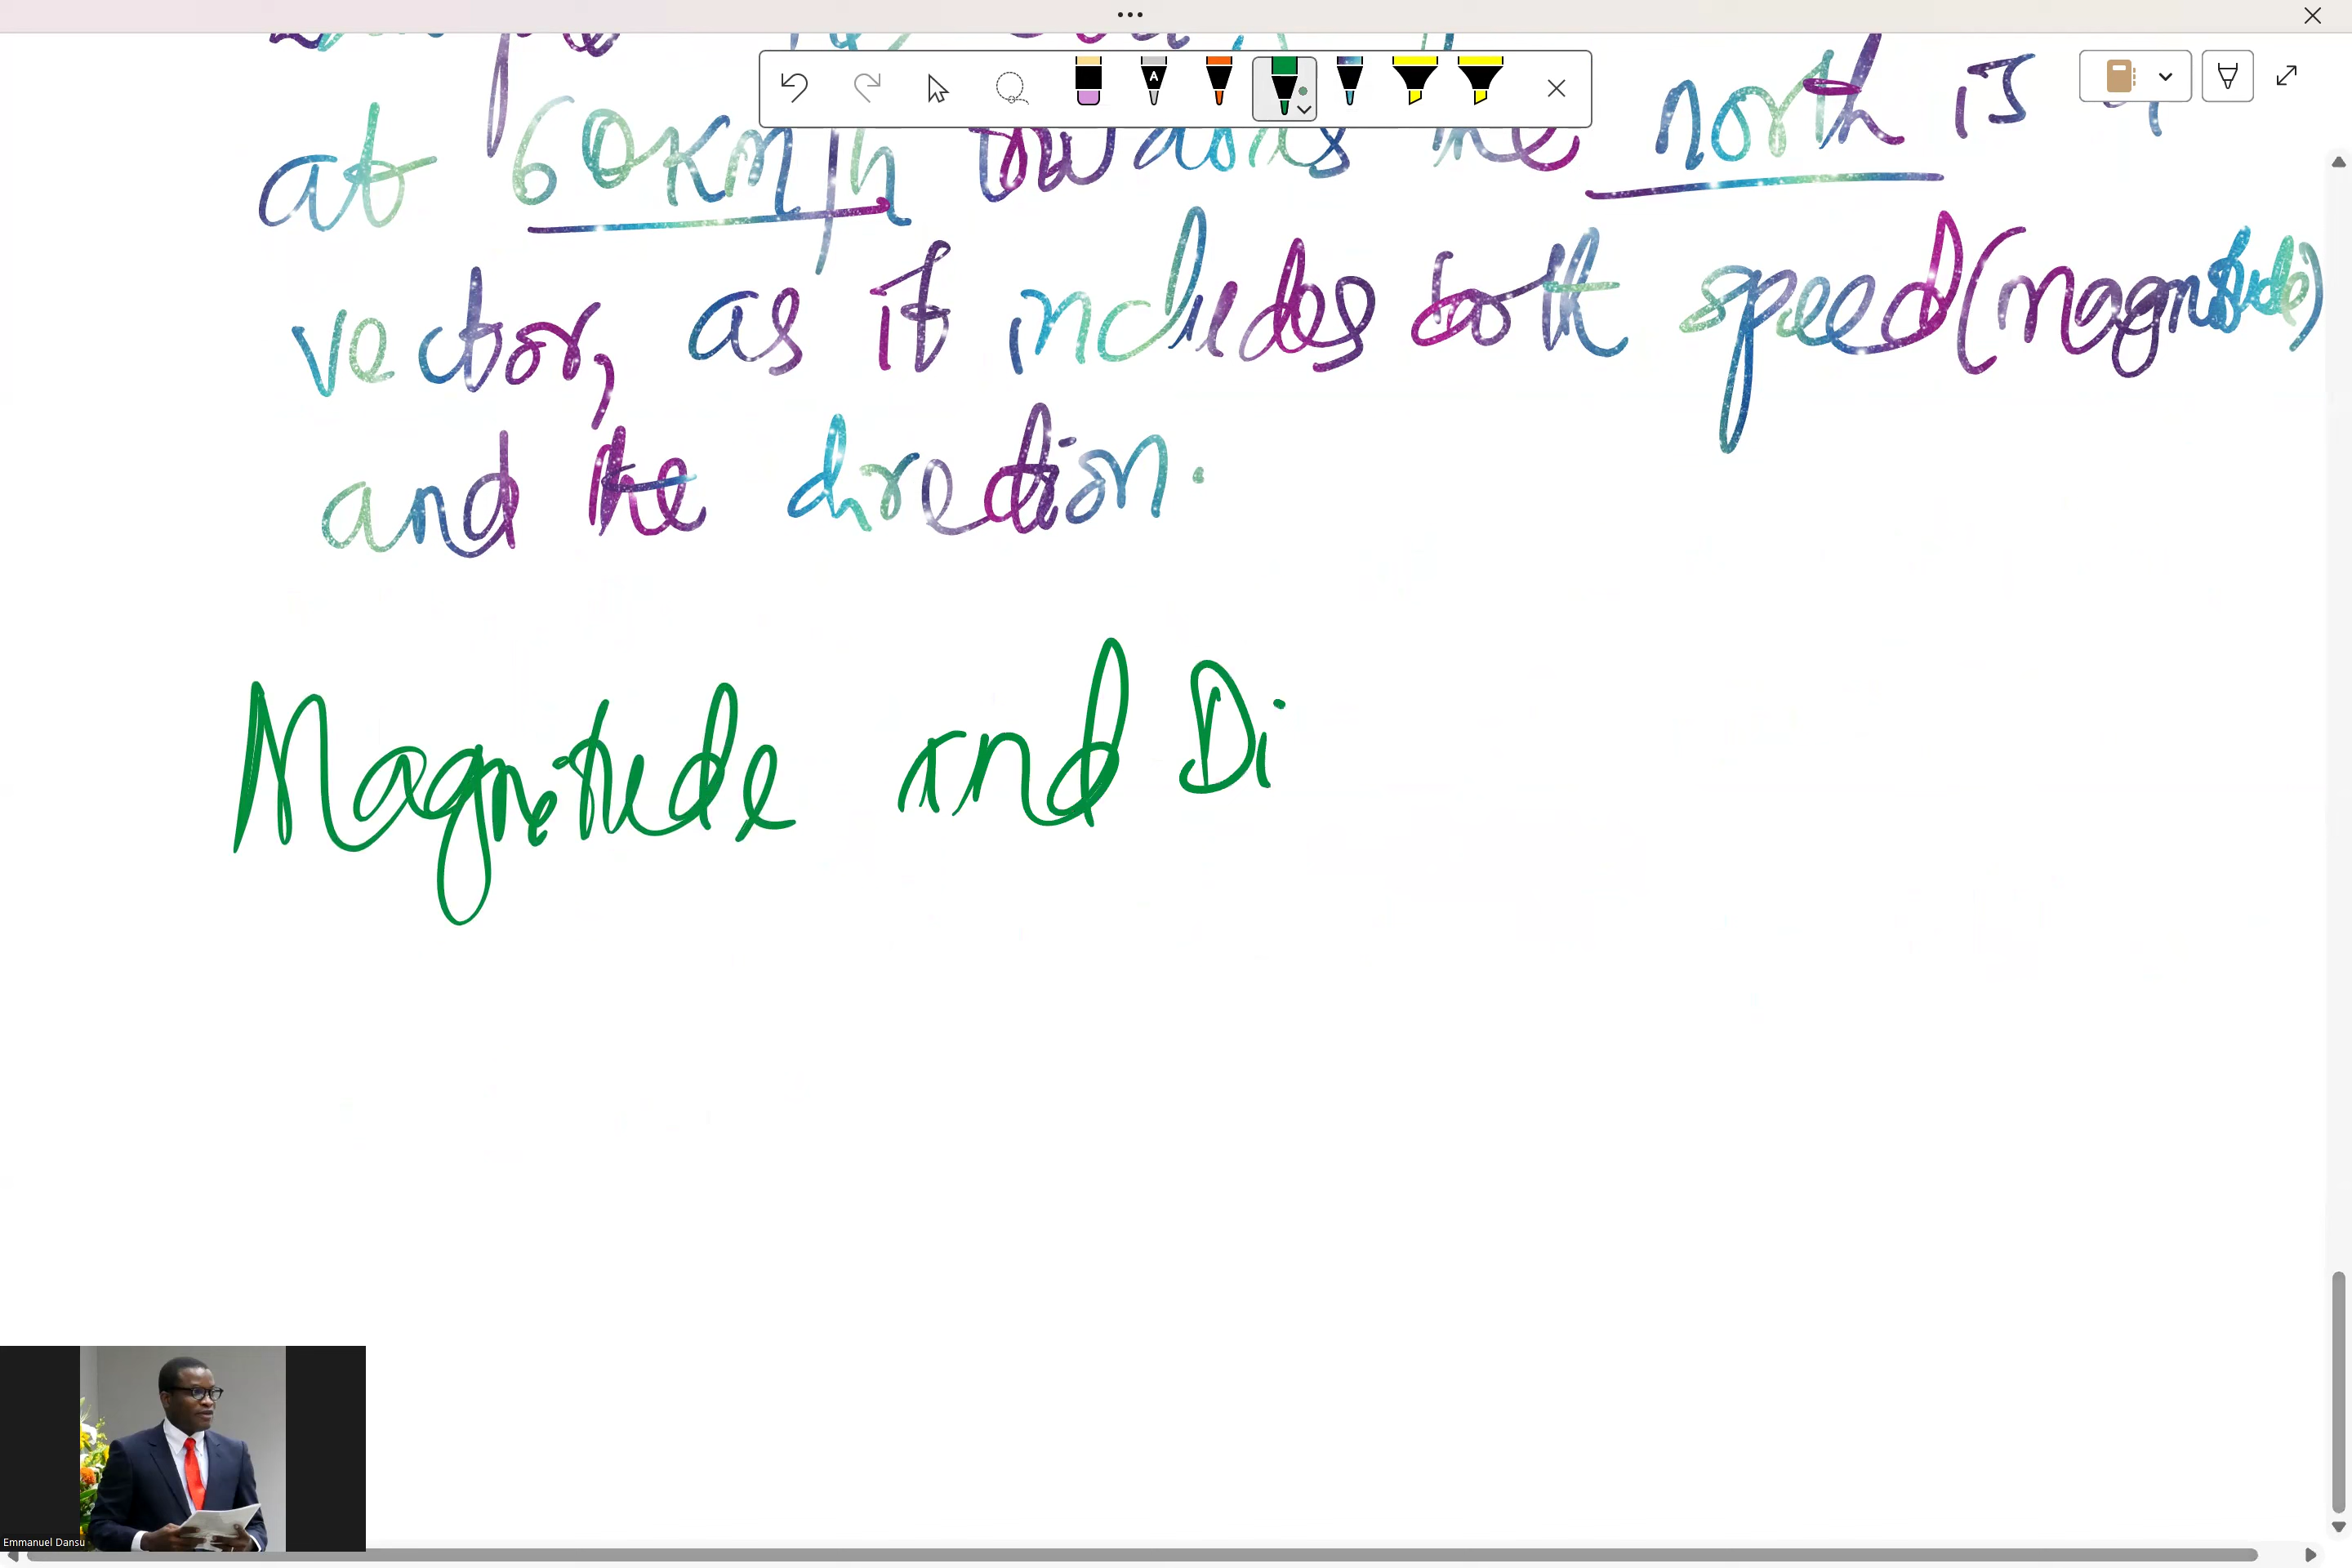 at 60km/h towards the north is a
vector, as it includes both speed(magnitude)
and the direction.
Magnitude and Di
Emmanuel Dansu